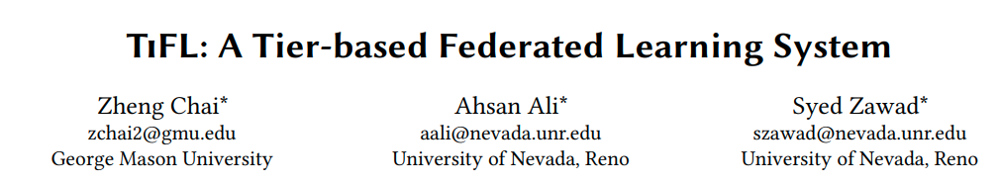 TiFL: A Tier-based Federated Learning System
Zheng Chai*
zchai2@gmu.edu
George Mason University
Ahsan Ali*
aali@nevada.unr.edu
University of Nevada, Reno
Syed Zawad*
szawad@nevada.unr.edu
University of Nevada, Reno